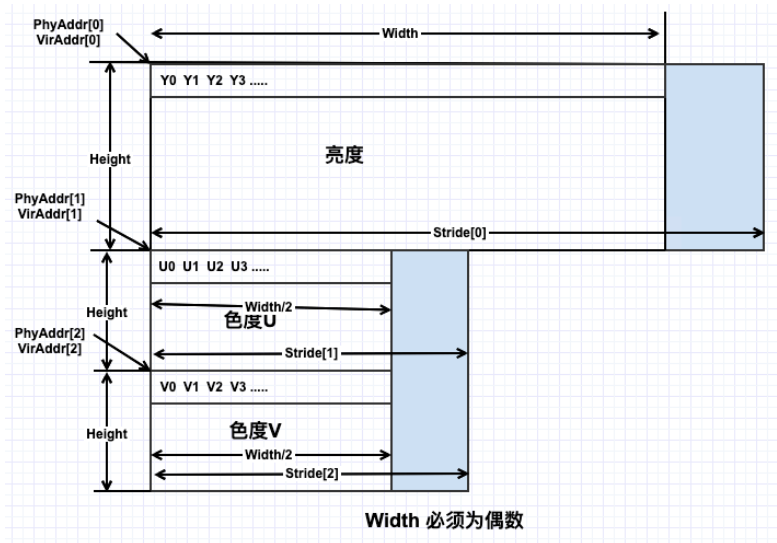 PhyAddr[0]
VirAddr[0]
Width
Y0 Y1 Y2 Y3 .....
Height
亮度
PhyAddr[1]
VirAddr[1]
Stride[0]
U0 U1 U2 U3 .....
Height
Width/2
色度U
PhyAddr[2]
VirAddr[2]
Stride[1]
V0 V1 V2 V3 .....
Height
色度V
Width/2
Stride[2]
Width 必须为偶数